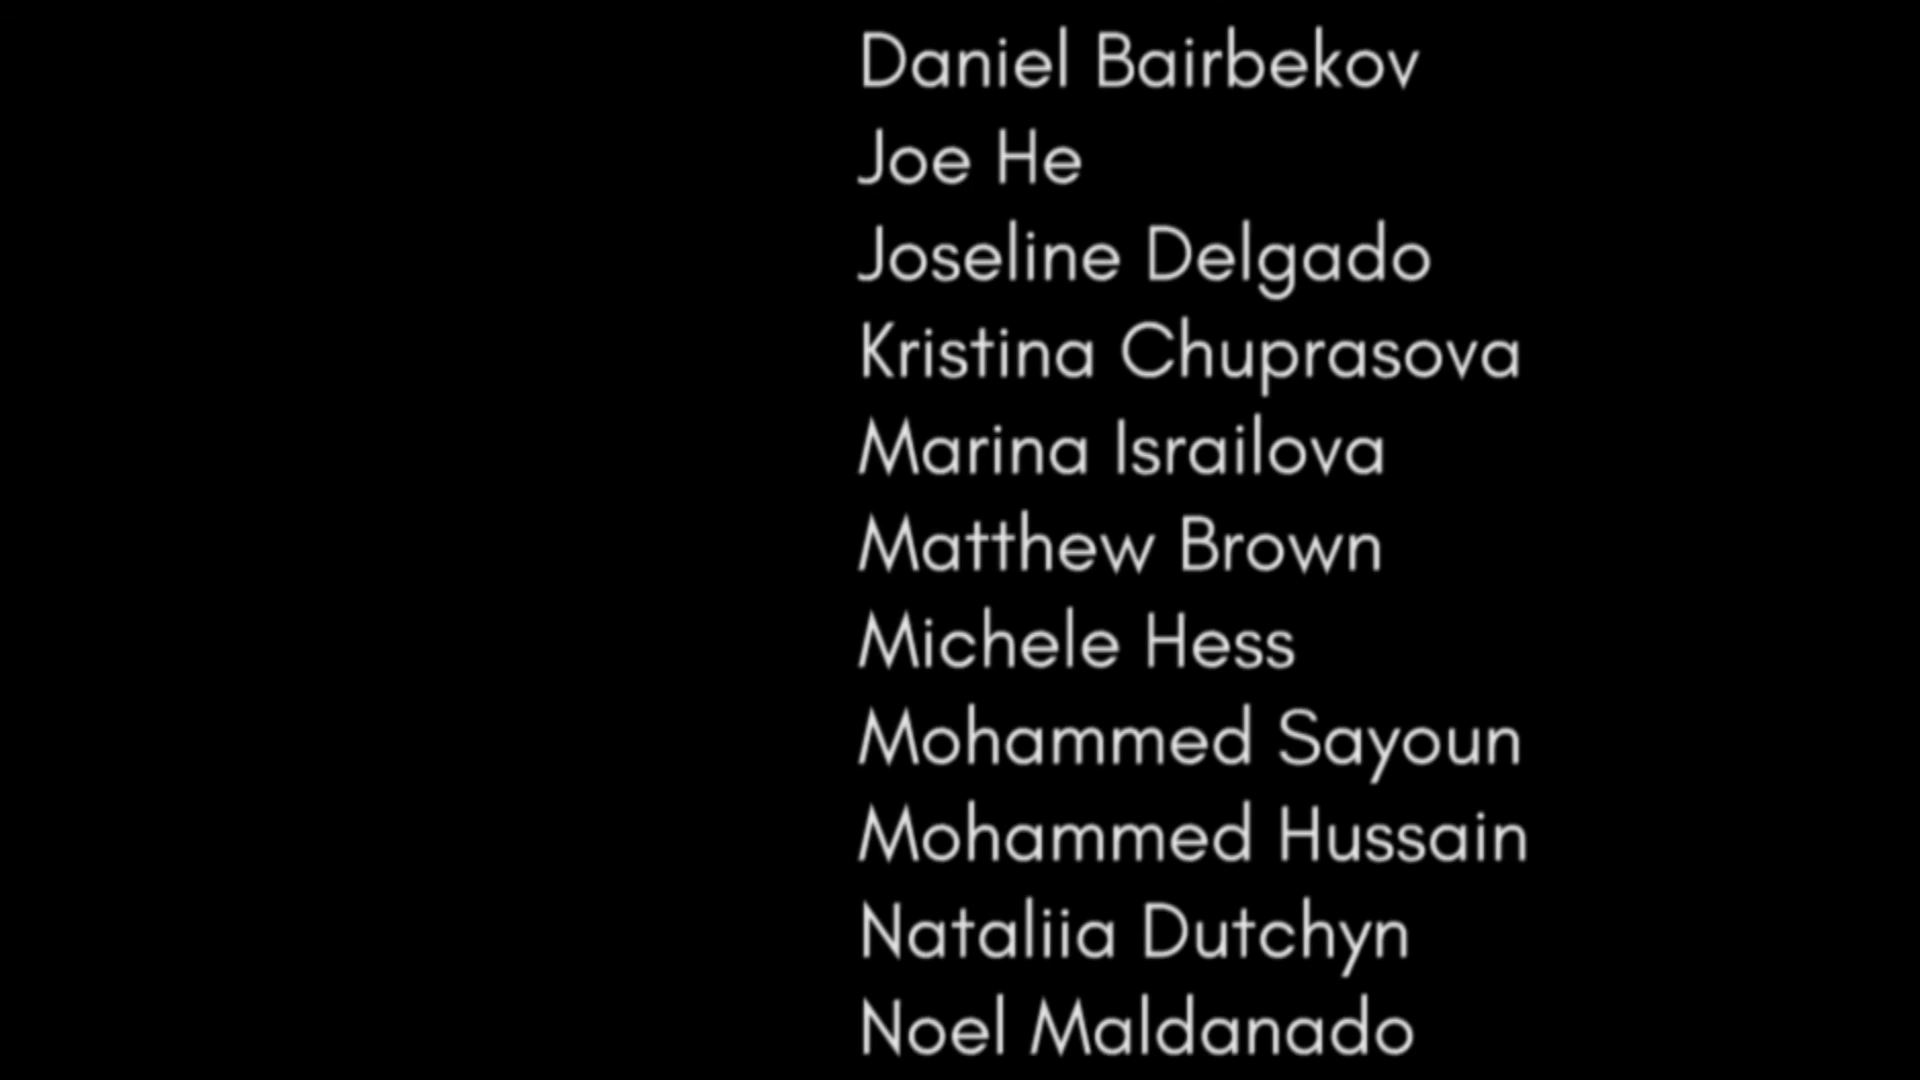 Daniel Bairbekov
Joe He
Joseline Delgado
Kristina Chuprasova
Marina Israilova
Matthew Brown
Michele Hess
Mohammed Sayoun
Mohammed Hussain
Nataliia Dutchyn
Noel Maldanado